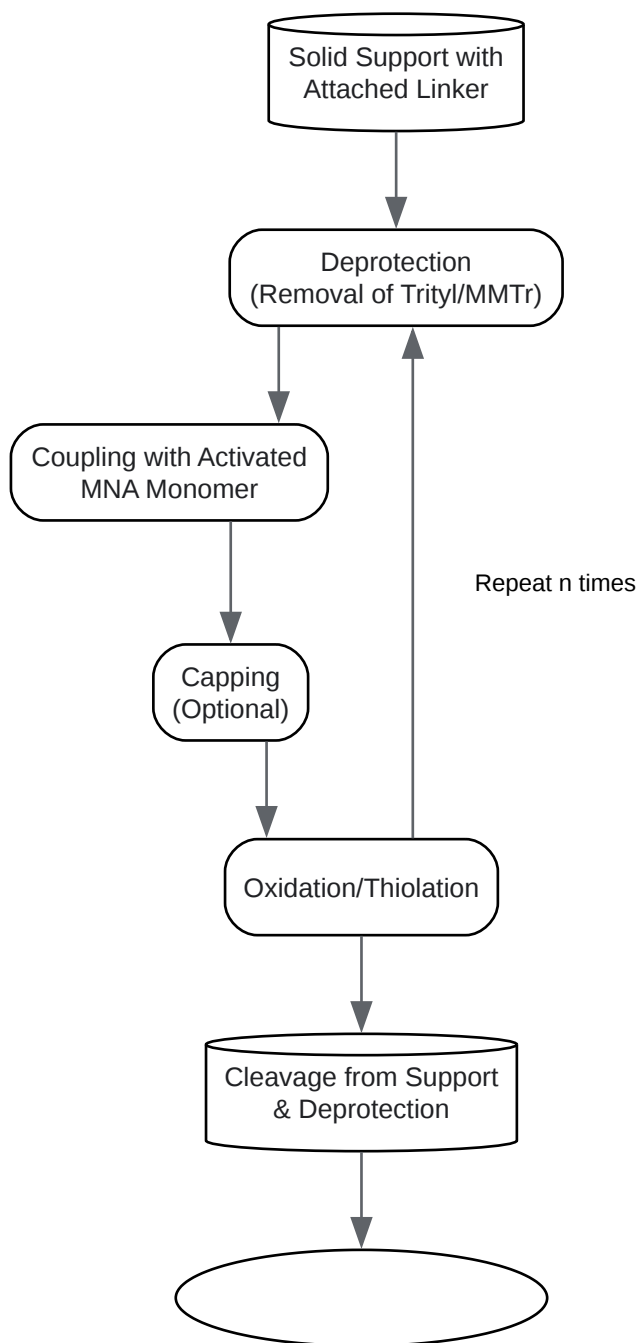 Solid Support with
Attached Linker
Deprotection
(Removal of Trityl/MMTr)
Coupling with Activated
MNA Monomer
Repeat n times
Capping
(Optional)
Oxidation/Thiolation
Cleavage from Support
& Deprotection